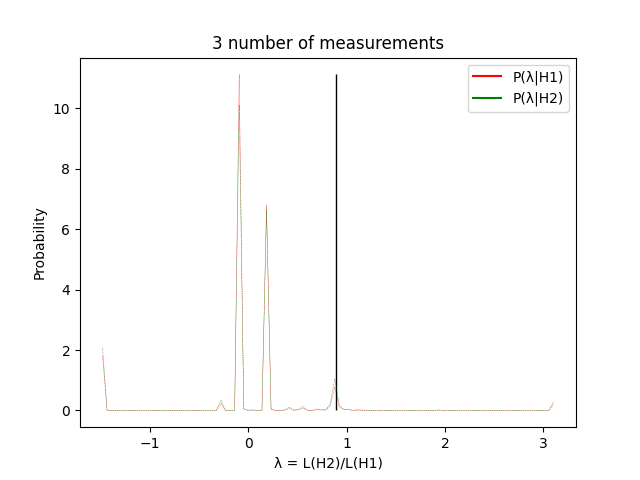 3 number of measurements
P(λ|H1)
P(λ|H2)
Probability
10
8
6
4
2
0
−1
0
1
2
3
λ = L(H2)/L(H1)